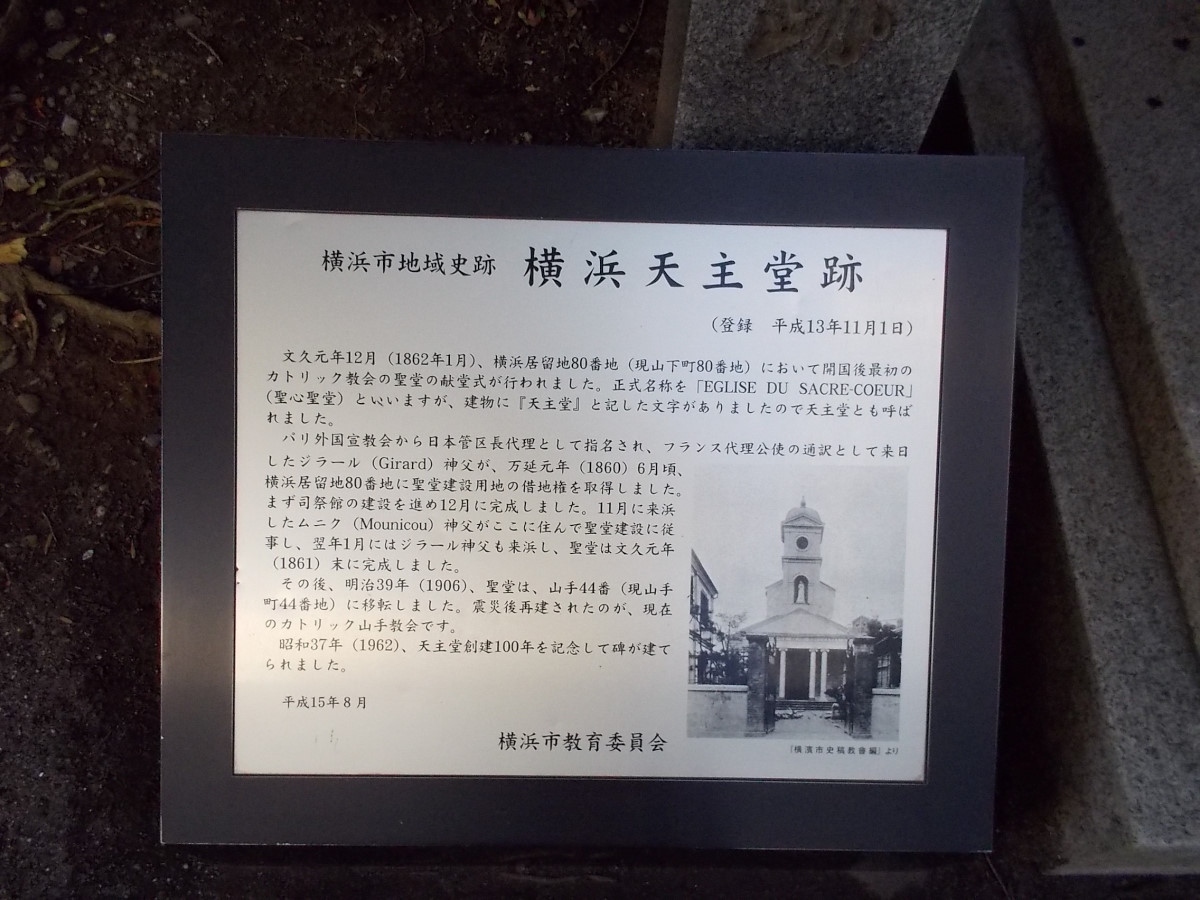 横浜市地域史跡 横浜天主堂跡
(登録 平成13年11月1日)
文久元年12月(1862年1月)、横浜居留地80番地(現山下町80番地)において開国後最初の
カトリック教会の聖堂の献堂式が行われました。正式名称を「EGLISE DU SACRE-COEUR」
(聖心聖堂)といいますが、建物に『天主堂』と記した文字がありましたので天主堂とも呼ば
れました。
パリ外国宣教会から日本管区長代理として指名され、フランス代理公使の通訳として来日
したジラール(Girard)神父が、万延元年(1860)6月頃、
横浜居留地80番地に聖堂建設用地の借地権を取得しました。
まず司祭館の建設を進め12月に完成しました。11月に来浜
したムニク(Mounicou)神父がここに住んで聖堂建設に従
事し、翌年1月にはジラール神父も来浜し、聖堂は文久元年
(1861)末に完成しました。
その後、明治39年(1906)、聖堂は、山手44番(現山手
町44番地)に移転しました。震災後再建されたのが、現在
のカトリック山手教会です。
昭和37年(1962)、天主堂創建100年を記念して碑が建て
られました。
平成15年8月
横浜市教育委員会
「横濱市史稿教會編」より